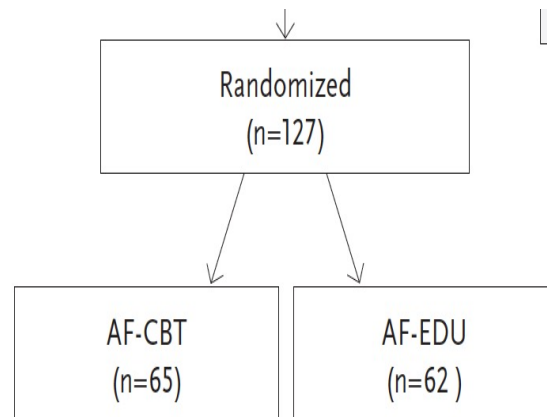 Randomized
(n=127)
AF-CBT
(n=65)
AF-EDU
(n=62 )